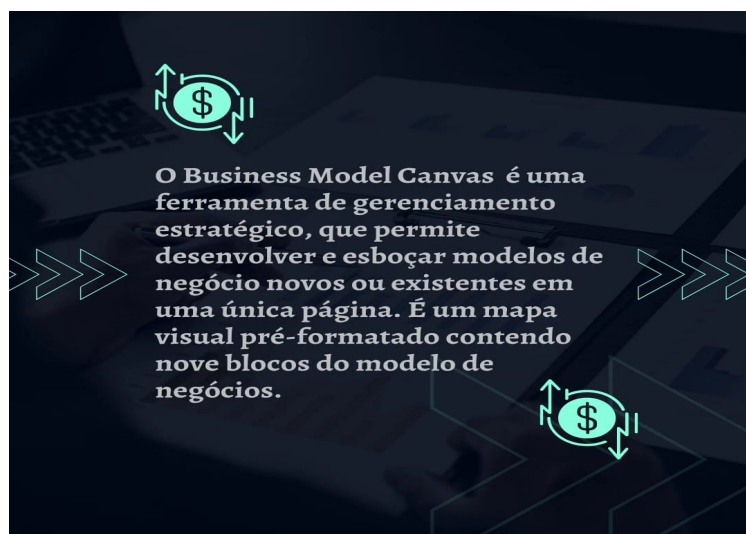 $
O Business Model Canvas é uma
ferramenta de gerenciamento
estratégico, que permite
desenvolver e esboçar modelos de
negócio novos ou existentes em
uma única página. É um mapa
visual pré-formatado contendo
nove blocos do modelo de
negócios.
$